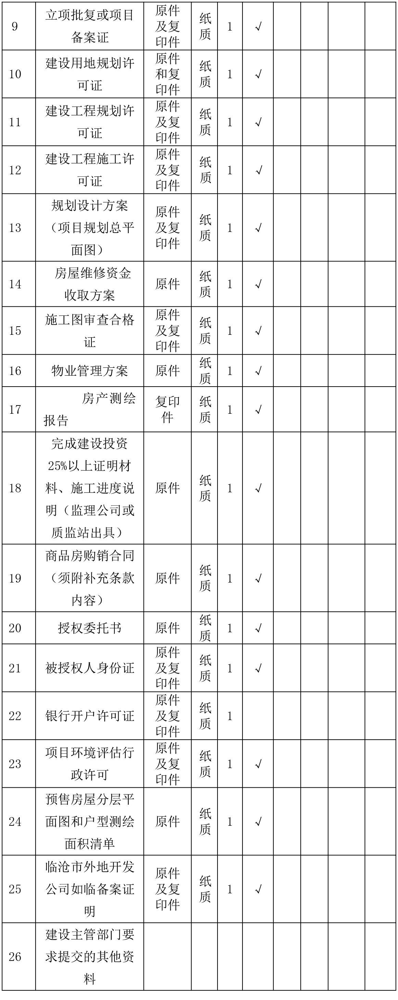 9
立项批复或项目
备案证
原件
及复
印件
纸
质
1
√
10
建设用地规划许
可证
原件
和复
印件
纸
质
1
√
11
建设工程规划许
可证
原件
及复
印件
纸
质
1
√
12
建设工程施工许
可证
原件
及复
印件
纸
质
1
√
13
规划设计方案
（项目规划总平
面图）
原件
及复
印件
纸
质
1
√
14
房屋维修资金
收取方案
原件
纸
质
1
√
15
施工图审查合格
证
原件
及复
印件
纸
质
1
√
16
物业管理方案
原件
纸
质
1
√
17
房产测绘
报告
复印
件
纸
质
1
√
18
完成建设投资
25%以上证明材
料、施工进度说
明（监理公司或
质监站出具）
原件
纸
质
1
√
19
商品房购销合同
（须附补充条款
内容）
原件
纸
质
1
√
20
授权委托书
原件
纸
质
1
√
21
被授权人身份证
原件
及复
印件
纸
质
1
√
22
银行开户许可证
原件
及复
印件
纸
质
1
23
项目环境评估行
政许可
原件
及复
印件
纸
质
1
√
24
预售房屋分层平
面图和户型测绘
面积清单
原件
纸
质
1
√
25
临沧市外地开发
公司如临备案证
明
原件
及复
印件
纸
质
1
√
26
建设主管部门要
求提交的其他资
料